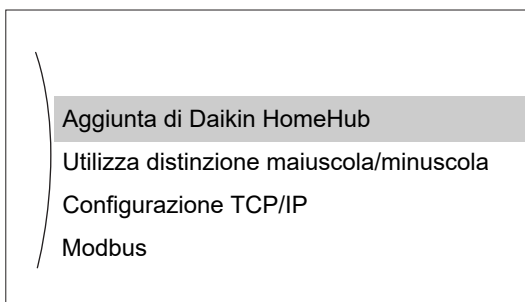 Aggiunta di Daikin HomeHub
Utilizza distinzione maiuscola/minuscola
Configurazione TCP/IP
Modbus